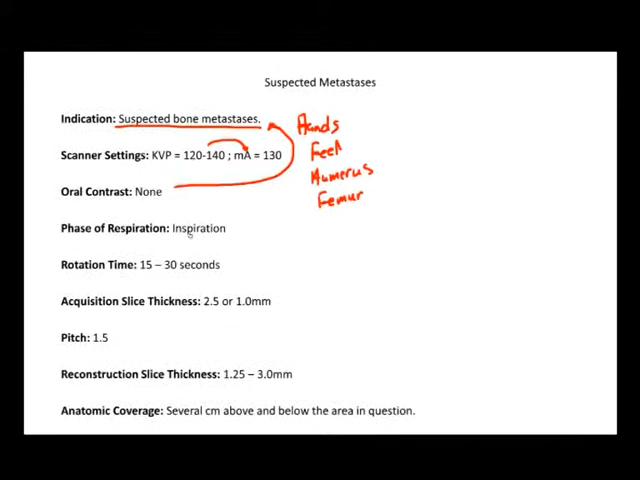 Suspected Metastases
Indication: Suspected bone metastases.
Hands
Feet
Humerus
Femur
Scanner Settings: KVP = 120-140 ; mA = 130
Oral Contrast: None
Phase of Respiration: Inspiration
Rotation Time: 15 – 30 seconds
Acquisition Slice Thickness: 2.5 or 1.0mm
Pitch: 1.5
Reconstruction Slice Thickness: 1.25 – 3.0mm
Anatomic Coverage: Several cm above and below the area in question.